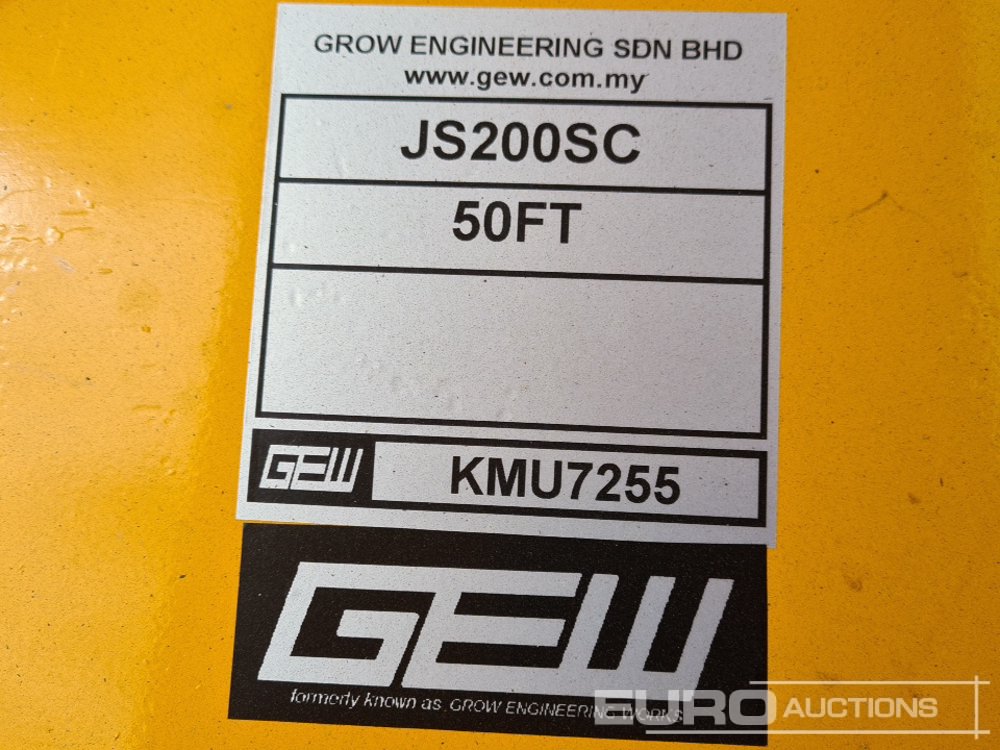 GROW ENGINEERING SDN BHD
www.gew.com.my
JS200SC
50FT
GEW KMU7255
GEW
formerly known as GROW ENGINEERING WORKS
EURO AUCTIONS